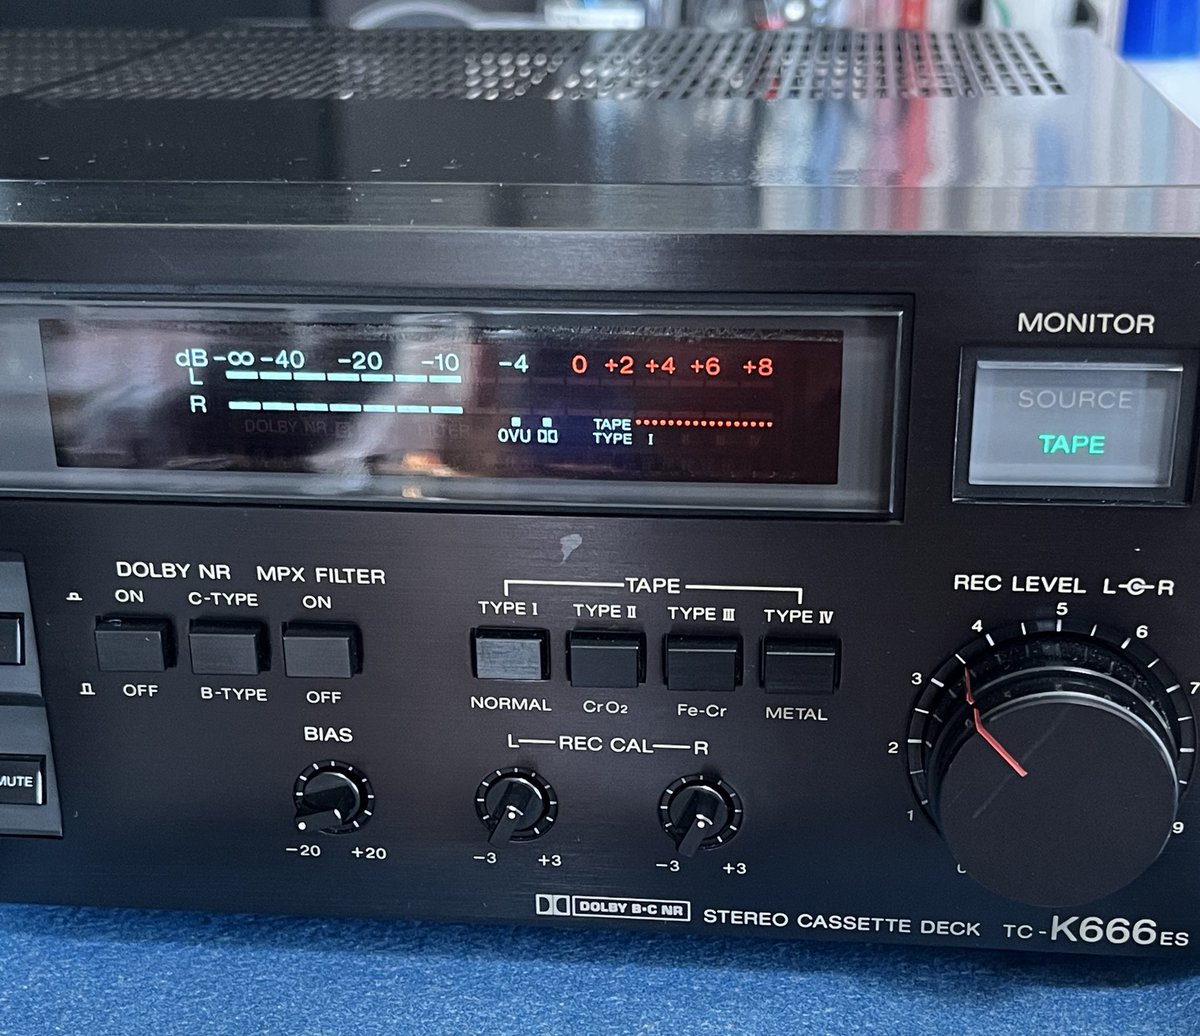 MONITOR
SOURCE
TAPE
dB -∞ -40 -20 -10 -4 0 +2 +4 +6 +8
L
R
DOLBY NR FILTER
0VU
TAPE
TYPE I
DOLBY NR MPX FILTER
ON C-TYPE ON
OFF B-TYPE OFF
TAPE
TYPE I TYPE II TYPE III TYPE IV
NORMAL CrO2 Fe-Cr METAL
REC LEVEL L R
1 2 3 4 5 6 7 9
MUTE
BIAS
-20 +20
L REC CAL R
-3 +3 -3 +3
DOLBY B·C NR
STEREO CASSETTE DECK TC-K666ES